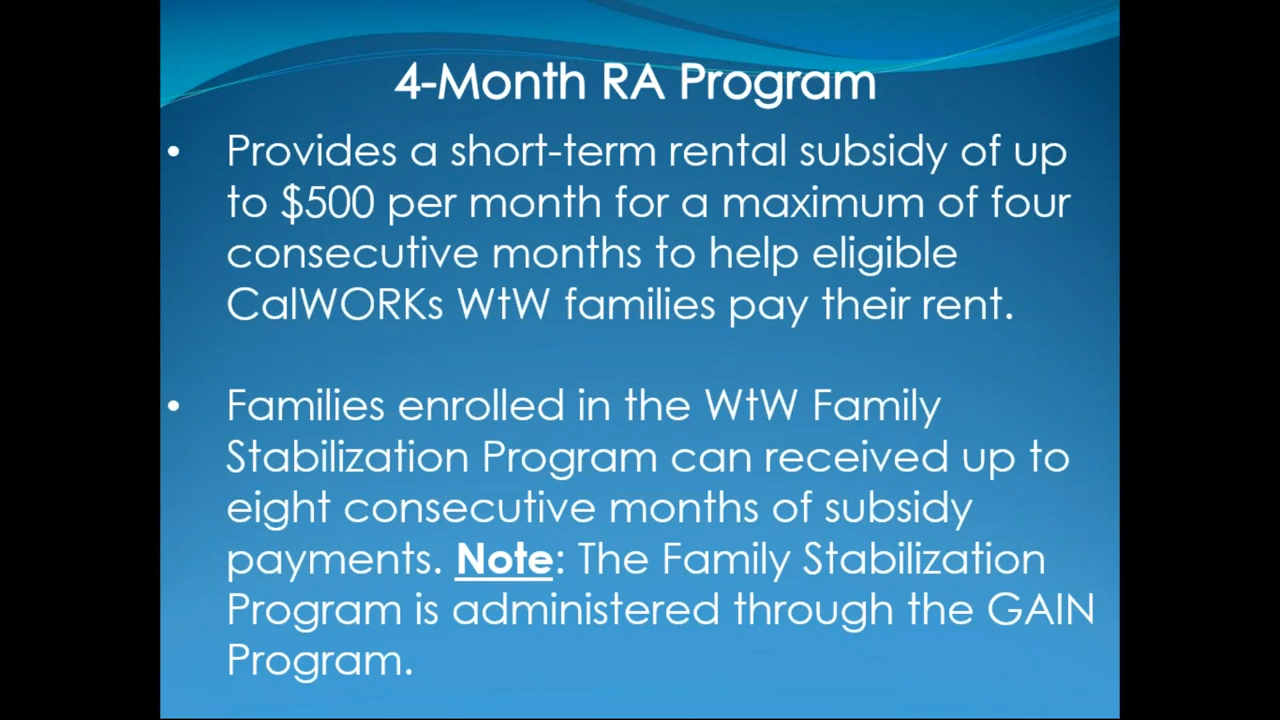 4-Month RA Program
• Provides a short-term rental subsidy of up
to $500 per month for a maximum of four
consecutive months to help eligible
CalWORKs WtW families pay their rent.
• Families enrolled in the WtW Family
Stabilization Program can received up to
eight consecutive months of subsidy
payments. Note: The Family Stabilization
Program is administered through the GAIN
Program.